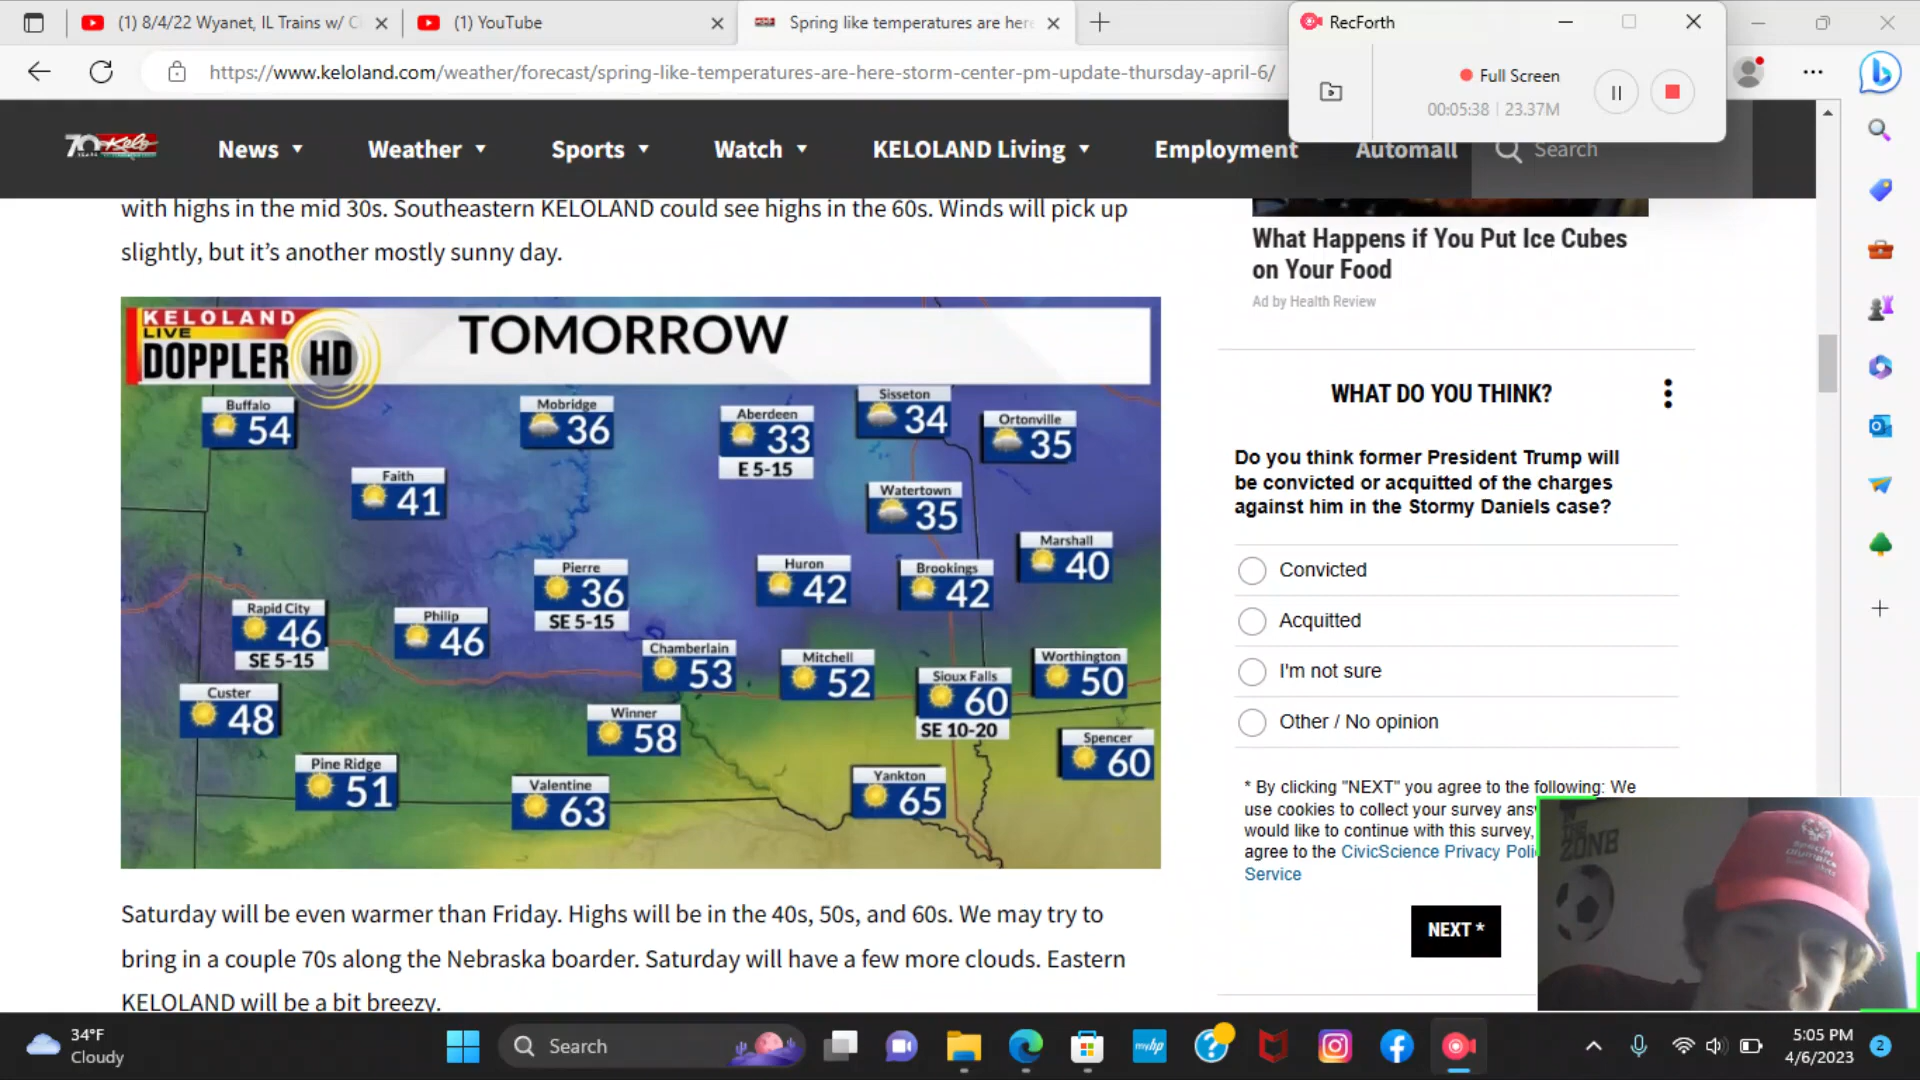 (1) 8/4/22 Wyanet, IL Trains w/ C
(1) YouTube
Spring like temperatures are here
RecForth
https://www.keloland.com/weather/forecast/spring-like-temperatures-are-here-storm-center-pm-update-thursday-april-6/
Full Screen
00:05:38 | 23.37M
70 Kelo
News
Weather
Sports
Watch
KELOLAND Living
Employment
Automall
Search
with highs in the mid 30s. Southeastern KELOLAND could see highs in the 60s. Winds will pick up
slightly, but it's another mostly sunny day.
KELOLAND
LIVE
DOPPLER HD
TOMORROW
Buffalo
54
Mobridge
36
Aberdeen
33
E 5-15
Sisseton
34
Ortonville
35
Faith
41
Watertown
35
Marshall
40
Pierre
36
SE 5-15
Huron
42
Brookings
42
Rapid City
46
SE 5-15
Philip
46
Chamberlain
53
Mitchell
52
Sioux Falls
60
SE 10-20
Worthington
50
Custer
48
Winner
58
Spencer
60
Pine Ridge
51
Valentine
63
Yankton
65
Saturday will be even warmer than Friday. Highs will be in the 40s, 50s, and 60s. We may try to
bring in a couple 70s along the Nebraska boarder. Saturday will have a few more clouds. Eastern
KELOLAND will be a bit breezy.
What Happens if You Put Ice Cubes
on Your Food
Ad by Health Review
WHAT DO YOU THINK?
Do you think former President Trump will
be convicted or acquitted of the charges
against him in the Stormy Daniels case?
Convicted
Acquitted
I'm not sure
Other / No opinion
* By clicking "NEXT" you agree to the following: We
use cookies to collect your survey
would like to continue with this survey,
agree to the CivicScience Privacy
Service
NEXT *
THE
ZONE
Special
Olympics
34°F
Cloudy
Search
myhp
5:05 PM
4/6/2023
2